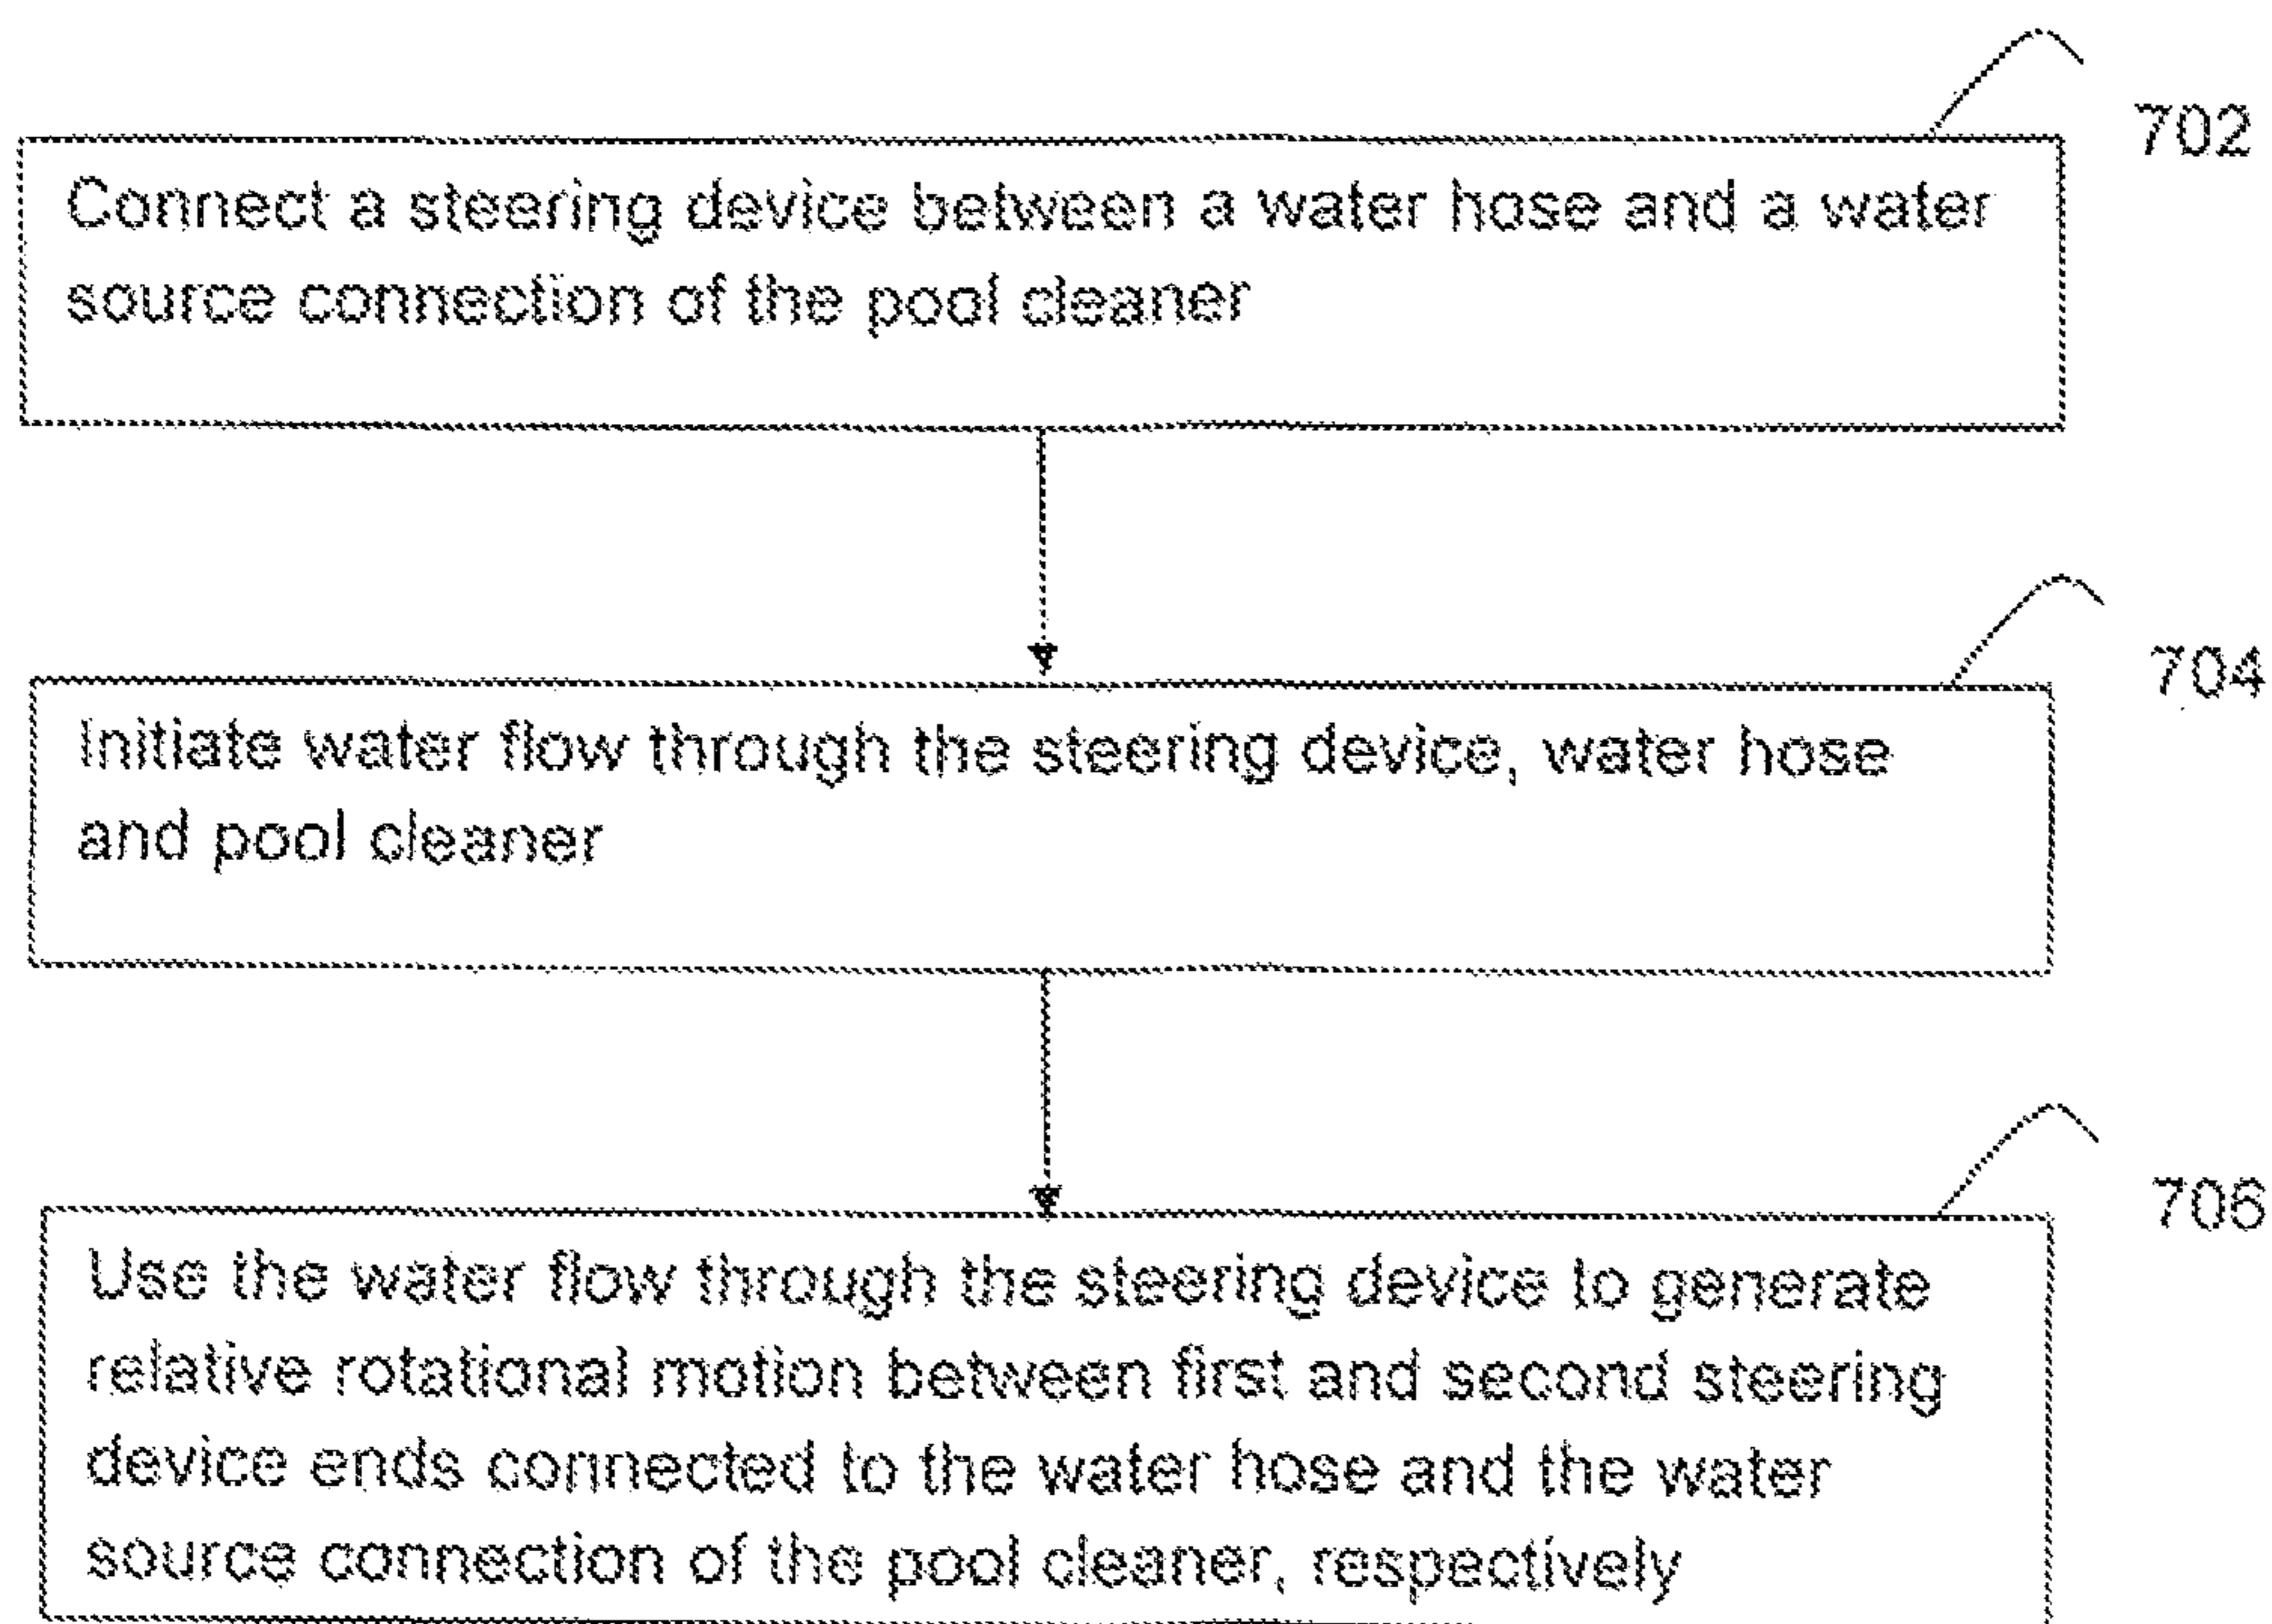 702
Connect a steering device between a water hose and a water
source connection of the pool cleaner
704
Initiate water flow through the steering device, water hose
and pool cleaner
706
Use the water flow through the steering device to generate
relative rotational motion between first and second steering
device ends connected to the water hose and the water
source connection of the pool cleaner, respectively